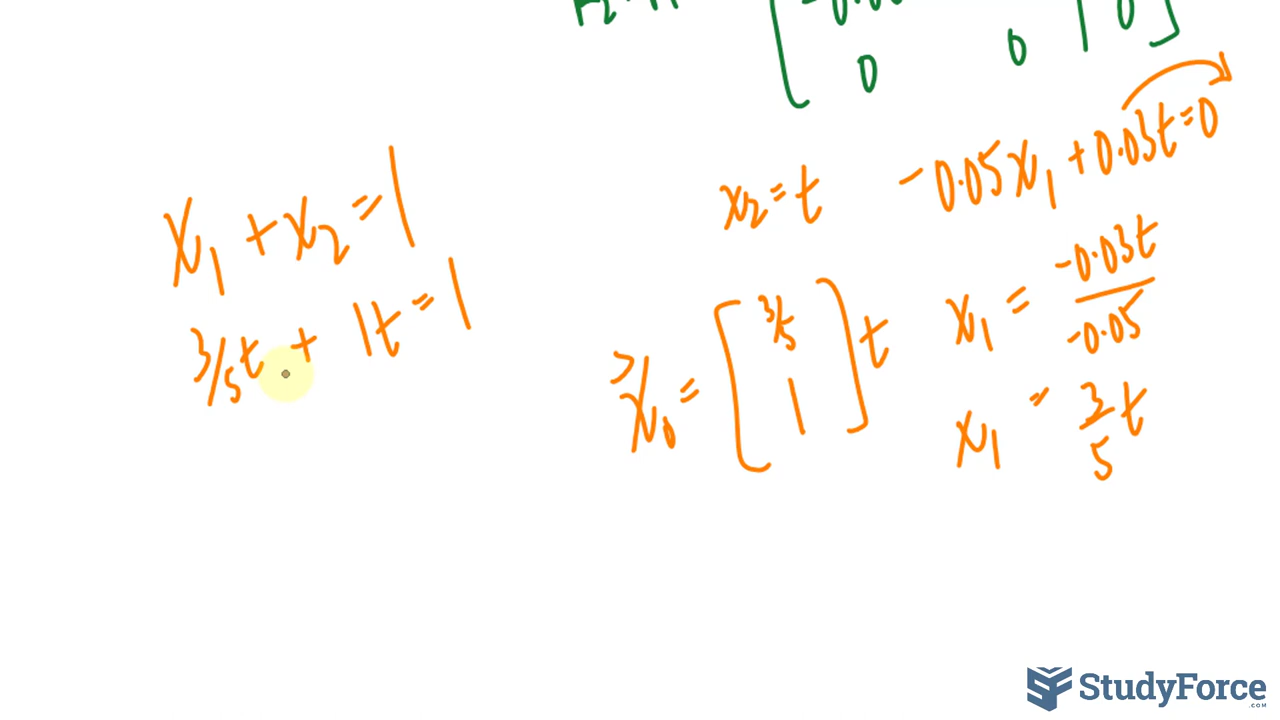 0 0 0
-0.05x₁ + 0.03t = 0
x₂ = t
x₁ + x₂ = 1
3/5t + 1t = 1
x₁ = -0.03t / -0.05
x₀ = [3/5 1] t
x₁ = 3/5 t
StudyForce
.COM